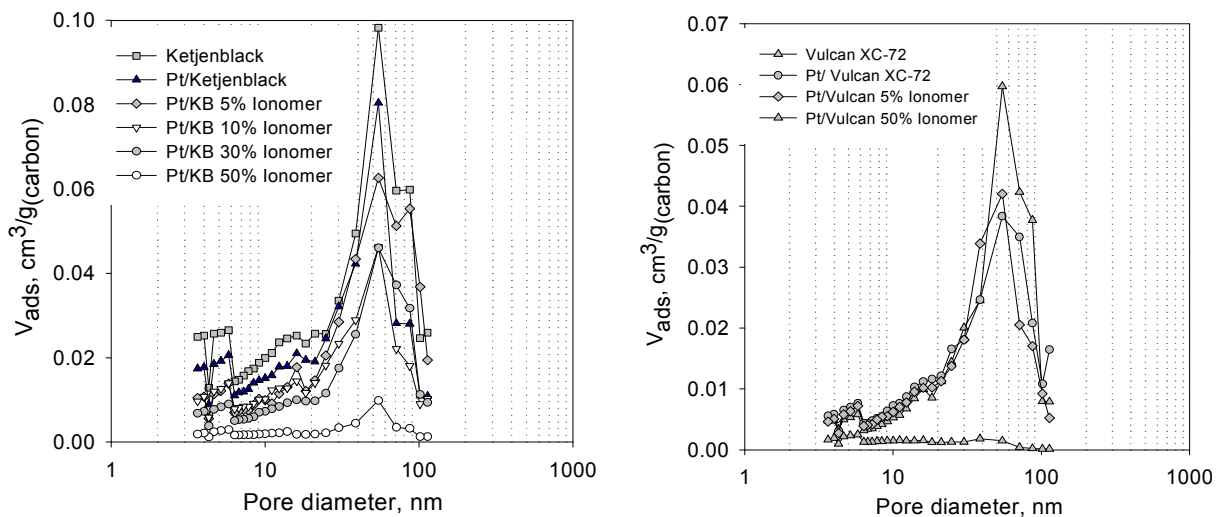 0.10
0.08
0.06
0.04
0.02
0.00
Vads, cm3/g(carbon)
Ketjenblack
Pt/Ketjenblack
Pt/KB 5% Ionomer
Pt/KB 10% Ionomer
Pt/KB 30% Ionomer
Pt/KB 50% Ionomer
1 10 100 1000
Pore diameter, nm
0.07
0.06
0.05
0.04
0.03
0.02
0.01
0.00
Vads, cm3/g(carbon)
Vulcan XC-72
Pt/ Vulcan XC-72
Pt/Vulcan 5% Ionomer
Pt/Vulcan 50% Ionomer
1 10 100 1000
Pore diameter, nm